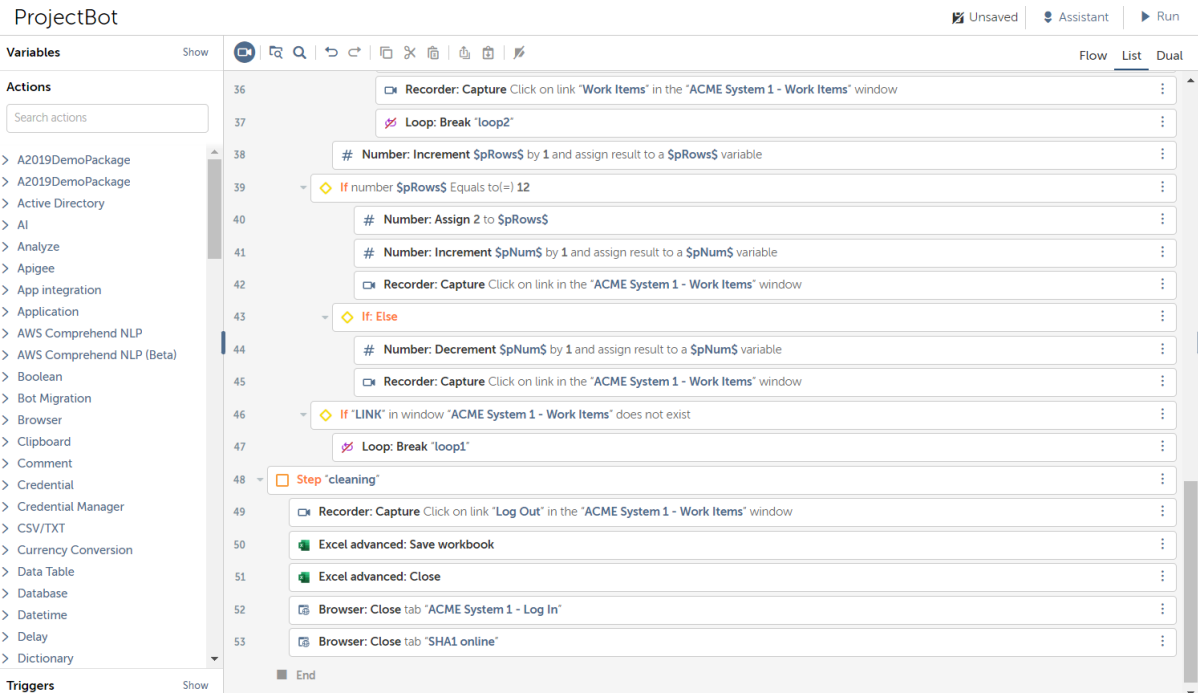 ProjectBot
Unsaved
Assistant
Run
Variables
Show
Flow
List
Dual
Actions
Search actions
A2019DemoPackage
A2019DemoPackage
Active Directory
AI
Analyze
Apigee
App integration
Application
AWS Comprehend NLP
AWS Comprehend NLP (Beta)
Boolean
Bot Migration
Browser
Clipboard
Comment
Credential
Credential Manager
CSV/TXT
Currency Conversion
Data Table
Database
Datetime
Delay
Dictionary
Triggers
Show
36 Recorder: Capture Click on link "Work Items" in the "ACME System 1 - Work Items" window
37 Loop: Break "loop2"
38 # Number: Increment $pRows$ by 1 and assign result to a $pRows$ variable
39 If number $pRows$ Equals to(=) 12
40 # Number: Assign 2 to $pRows$
41 # Number: Increment $pNum$ by 1 and assign result to a $pNum$ variable
42 Recorder: Capture Click on link in the "ACME System 1 - Work Items" window
43 If: Else
44 # Number: Decrement $pNum$ by 1 and assign result to a $pNum$ variable
45 Recorder: Capture Click on link in the "ACME System 1 - Work Items" window
46 If "LINK" in window "ACME System 1 - Work Items" does not exist
47 Loop: Break "loop1"
48 Step "cleaning"
49 Recorder: Capture Click on link "Log Out" in the "ACME System 1 - Work Items" window
50 Excel advanced: Save workbook
51 Excel advanced: Close
52 Browser: Close tab "ACME System 1 - Log In"
53 Browser: Close tab "SHA1 online"
End